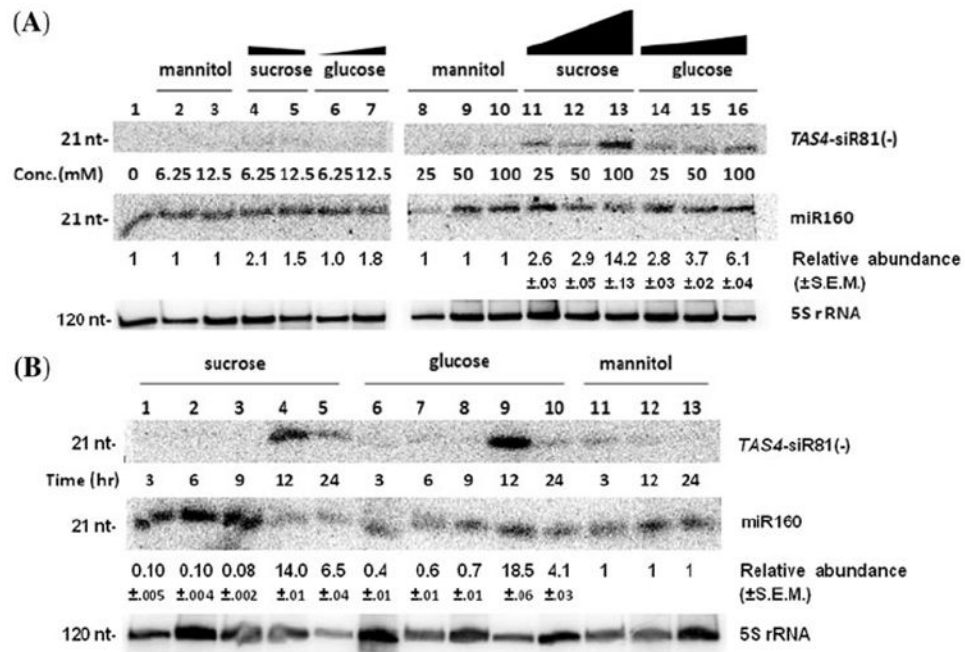 (A)
mannitol sucrose glucose mannitol sucrose glucose
1 2 3 4 5 6 7 8 9 10 11 12 13 14 15 16
21 nt- TAS4-siR81(-)
Conc.(mM) 0 6.25 12.5 6.25 12.5 6.25 12.5 25 50 100 25 50 100 25 50 100
21 nt- miR160
1 1 1 2.1 1.5 1.0 1.8 1 1 1 2.6 2.9 14.2 2.8 3.7 6.1 Relative abundance
±.03 ±.05 ±.13 ±.03 ±.02 ±.04 (±S.E.M.)
120 nt- 5S rRNA
(B)
sucrose glucose mannitol
1 2 3 4 5 6 7 8 9 10 11 12 13
21 nt- TAS4-siR81(-)
Time (hr) 3 6 9 12 24 3 6 9 12 24 3 12 24
21 nt- miR160
0.10 0.10 0.08 14.0 6.5 0.4 0.6 0.7 18.5 4.1 1 1 1 Relative abundance
±.005 ±.004 ±.002 ±.01 ±.04 ±.01 ±.01 ±.01 ±.06 ±.03 (±S.E.M.)
120 nt- 5S rRNA